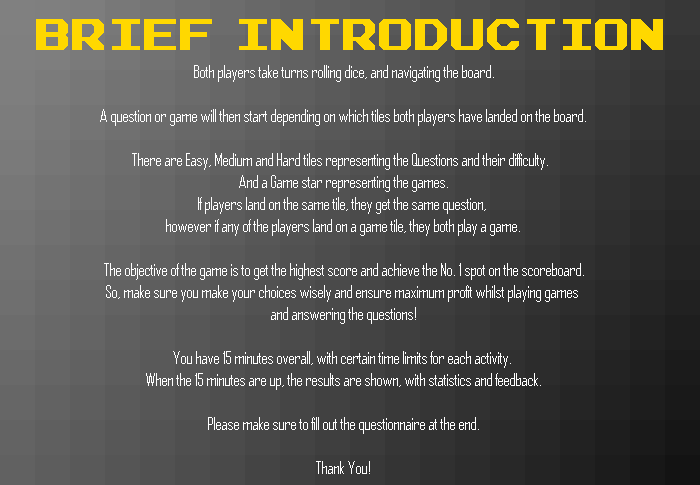 BRIEF INTRODUCTION
Both players take turns rolling dice, and navigating the board.
A question or game will then start depending on which tiles both players have landed on the board.
There are Easy, Medium and Hard tiles representing the Questions and their difficulty.
And a Game star representing the games.
If players land on the same tile, they get the same question,
however if any of the players land on a game tile, they both play a game.
The objective of the game is to get the highest score and achieve the No. 1 spot on the scoreboard.
So, make sure you make your choices wisely and ensure maximum profit whilst playing games
and answering the questions!
You have 15 minutes overall, with certain time limits for each activity.
When the 15 minutes are up, the results are shown, with statistics and feedback.
Please make sure to fill out the questionnaire at the end.
Thank You!